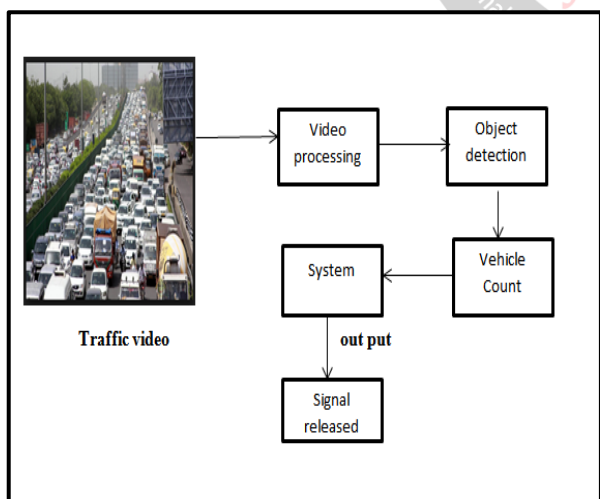 Video
processing
Object
detection
Vehicle
Count
System
Traffic video
out put
Signal
released